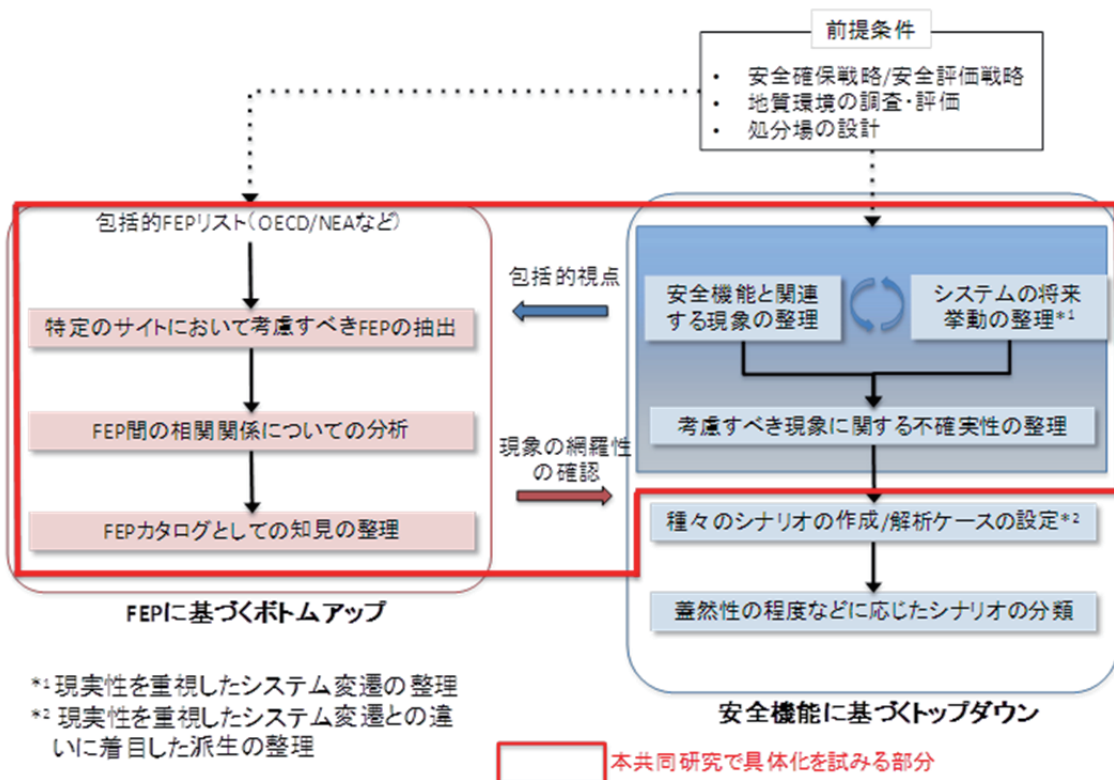 前提条件
• 安全確保戦略/安全評価戦略
• 地質環境の調査・評価
• 処分場の設計
包括的FEPリスト(OECD/NEAなど)
特定のサイトにおいて考慮すべきFEPの抽出
FEP間の相関関係についての分析
FEPカタログとしての知見の整理
FEPに基づくボトムアップ
包括的視点
現象の網羅性
の確認
安全機能と関連
する現象の整理
システムの将来
挙動の整理*1
考慮すべき現象に関する不確実性の整理
種々のシナリオの作成/解析ケースの設定*2
蓋然性の程度などに応じたシナリオの分類
安全機能に基づくトップダウン
*1 現実性を重視したシステム変遷の整理
*2 現実性を重視したシステム変遷との違
いに着目した派生の整理
本共同研究で具体化を試みる部分